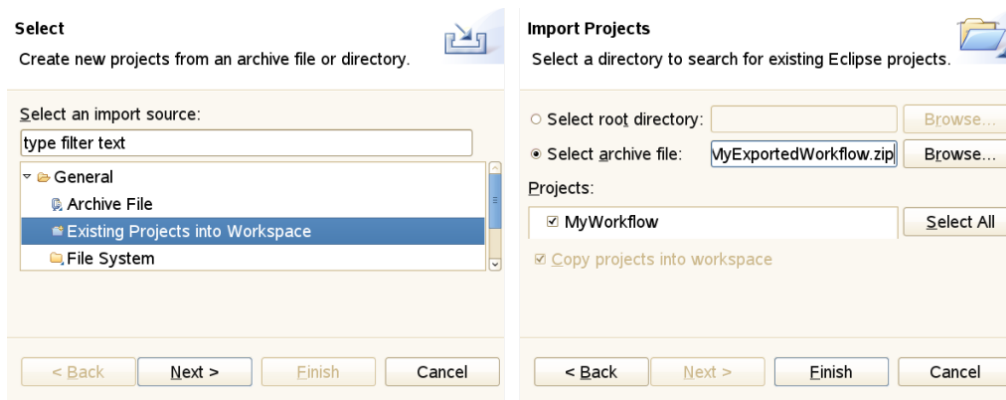 Select
Create new projects from an archive file or directory.
Select an import source:
type filter text
General
Archive File
Existing Projects into Workspace
File System
< Back
Next >
Finish
Cancel
Import Projects
Select a directory to search for existing Eclipse projects.
Select root directory:
Browse...
Select archive file:
MyExportedWorkflow.zip
Browse...
Projects:
MyWorkflow
Select All
Copy projects into workspace
< Back
Next >
Finish
Cancel